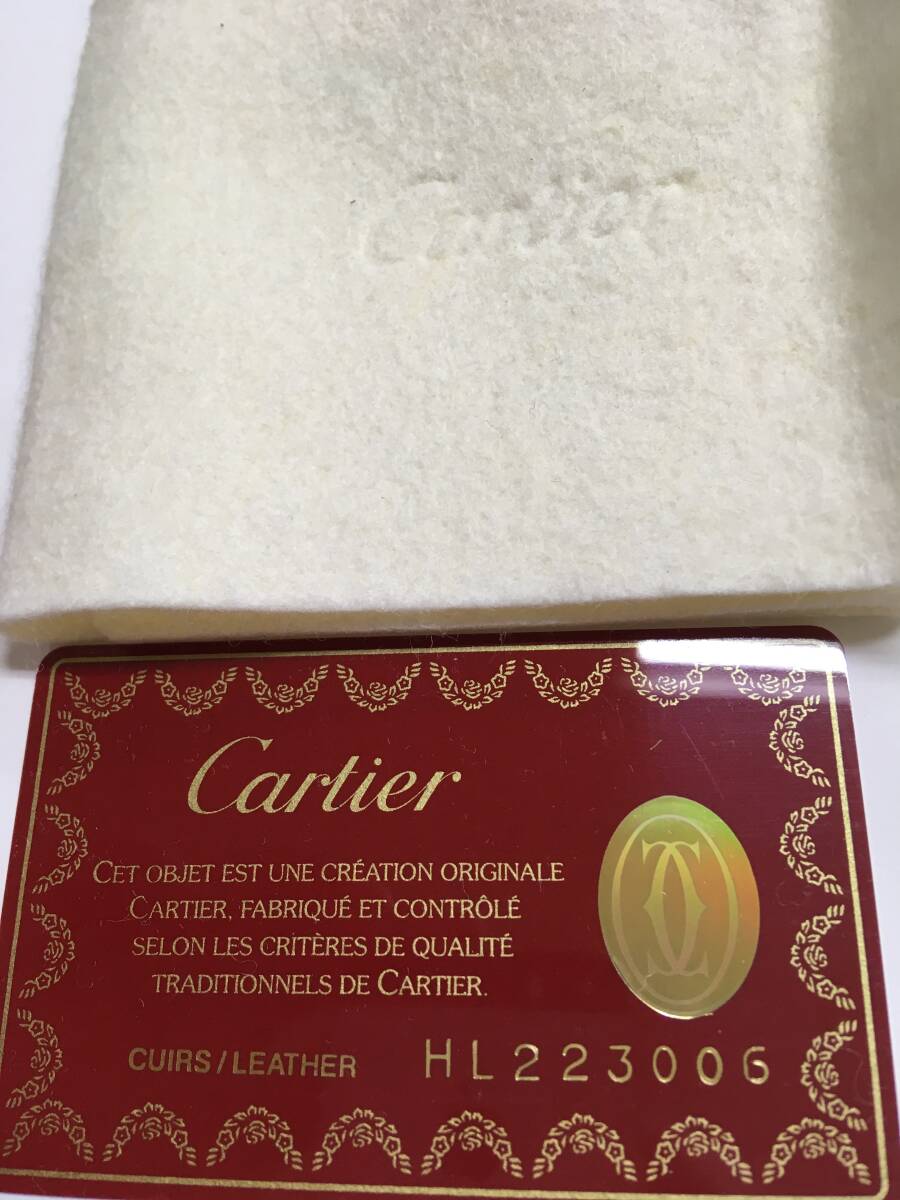 Cartier
Cartier
CET OBJET EST UNE CRÉATION ORIGINALE
CARTIER, FABRIQUÉ ET CONTRÔLÉ
SELON LES CRITÈRES DE QUALITÉ
TRADITIONNELS DE CARTIER.
CUIRS/LEATHER HL223006